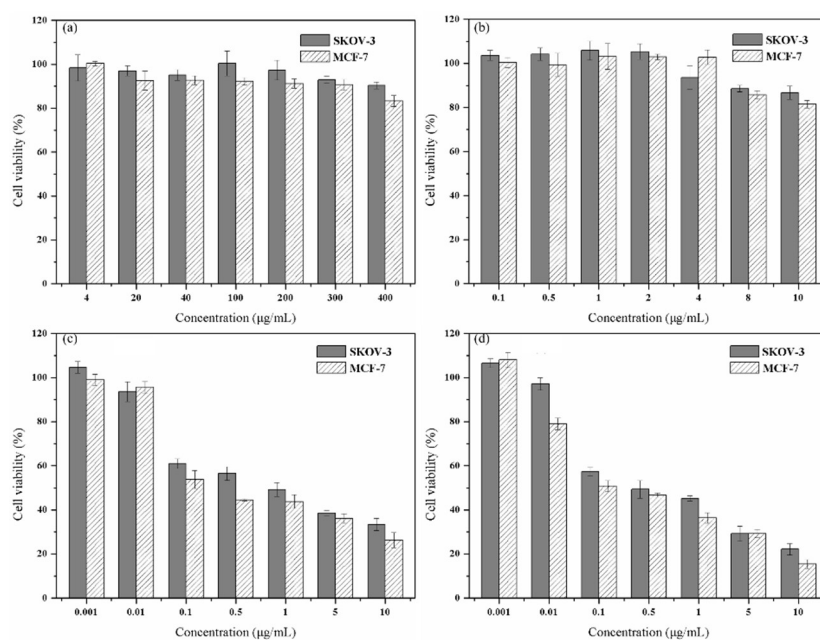 (a)
SKOV-3
MCF-7
120
100
80
60
40
20
0
Cell viability (%)
4 20 40 100 200 300 400
Concentration (μg/mL)
(b)
SKOV-3
MCF-7
120
100
80
60
40
20
0
Cell viability (%)
0.1 0.5 1 2 4 8 10
Concentration (μg/mL)
(c)
SKOV-3
MCF-7
120
100
80
60
40
20
0
Cell viability (%)
0.001 0.01 0.1 0.5 1 5 10
Concentration (μg/mL)
(d)
SKOV-3
MCF-7
120
100
80
60
40
20
0
Cell viability (%)
0.001 0.01 0.1 0.5 1 5 10
Concentration (μg/mL)